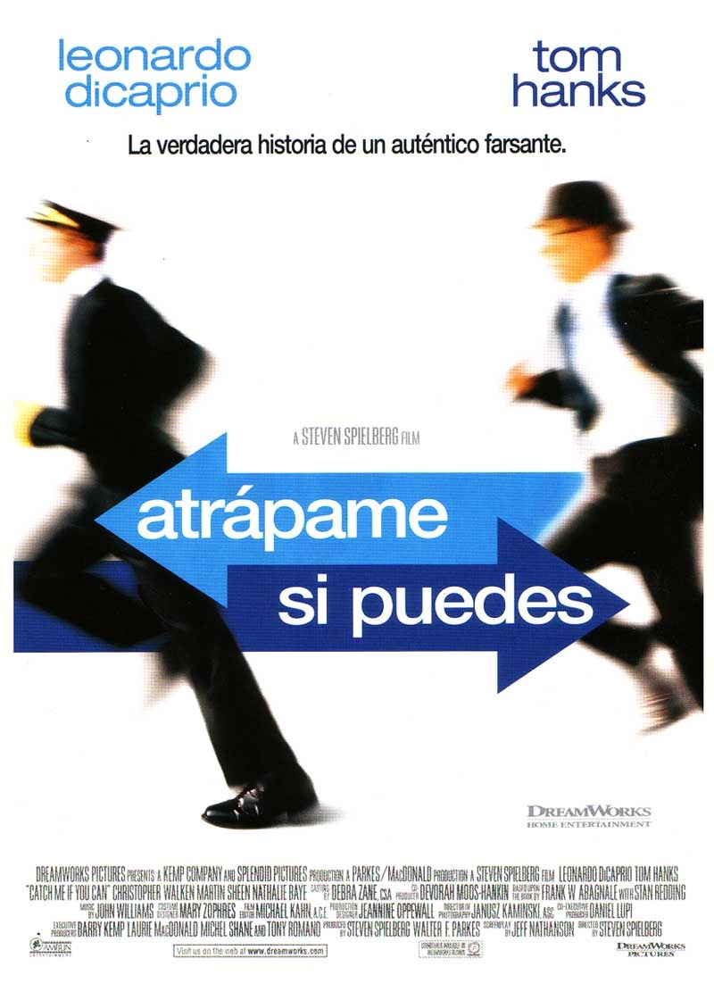 leonardo
dicaprio
tom
hanks
La verdadera historia de un auténtico farsante.
A STEVEN SPIELBERG FILM
atrápame
si puedes
DREAMWORKS
HOME ENTERTAINMENT
DREAMWORKS PICTURES PRESENTS A KEMP COMPANY AND SPLENDID PICTURES PRODUCTION A PARKES/MACDONALD PRODUCTION A STEVEN SPIELBERG FILM LEONARDO DICAPRIO TOM HANKS
"CATCH ME IF YOU CAN" CHRISTOPHER WALKEN MARTIN SHEEN NATHALIE BAYE CASTING BY DEBRA ZANE, CSA CO-PRODUCER DEVORAH MOOS-HANKIN BASED UPON THE BOOK BY FRANK W. ABAGNALE WITH STAN REDDING
MUSIC BY JOHN WILLIAMS COSTUME DESIGNER MARY ZOPHRES FILM EDITOR MICHAEL KAHN, A.C.E. PRODUCTION DESIGNER JEANNINE OPPEWALL DIRECTOR OF PHOTOGRAPHY JANUSZ KAMINSKI, ASC CO-EXECUTIVE PRODUCER DANIEL LUPI
EXECUTIVE PRODUCERS BARRY KEMP LAURIE MACDONALD MICHEL SHANE AND TONY ROMANO PRODUCED BY STEVEN SPIELBERG WALTER F. PARKES SCREENPLAY BY JEFF NATHANSON DIRECTED BY STEVEN SPIELBERG
AMBLIN
ENTERTAINMENT
Visit us on the web at www.dreamworks.com
SOUNDTRACK AVAILABLE ON
DREAMWORKS RECORDS
DREAMWORKS
PICTURES